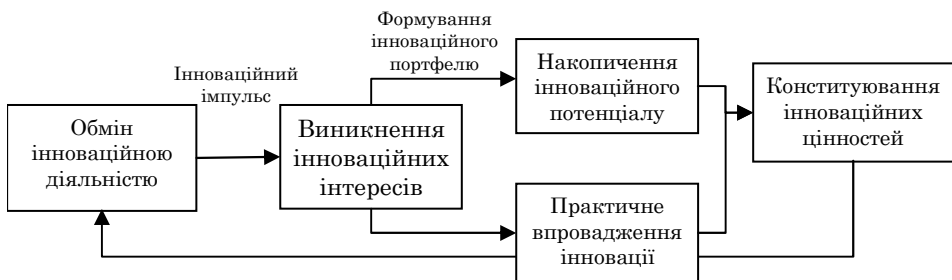 Формування
інноваційного
портфелю
Інноваційний
імпульс
Обмін
інноваційною
діяльністю
Виникнення
інноваційних
інтересів
Накопичення
інноваційного
потенціалу
Практичне
впровадження
інновації
Конституювання
інноваційних
цінностей